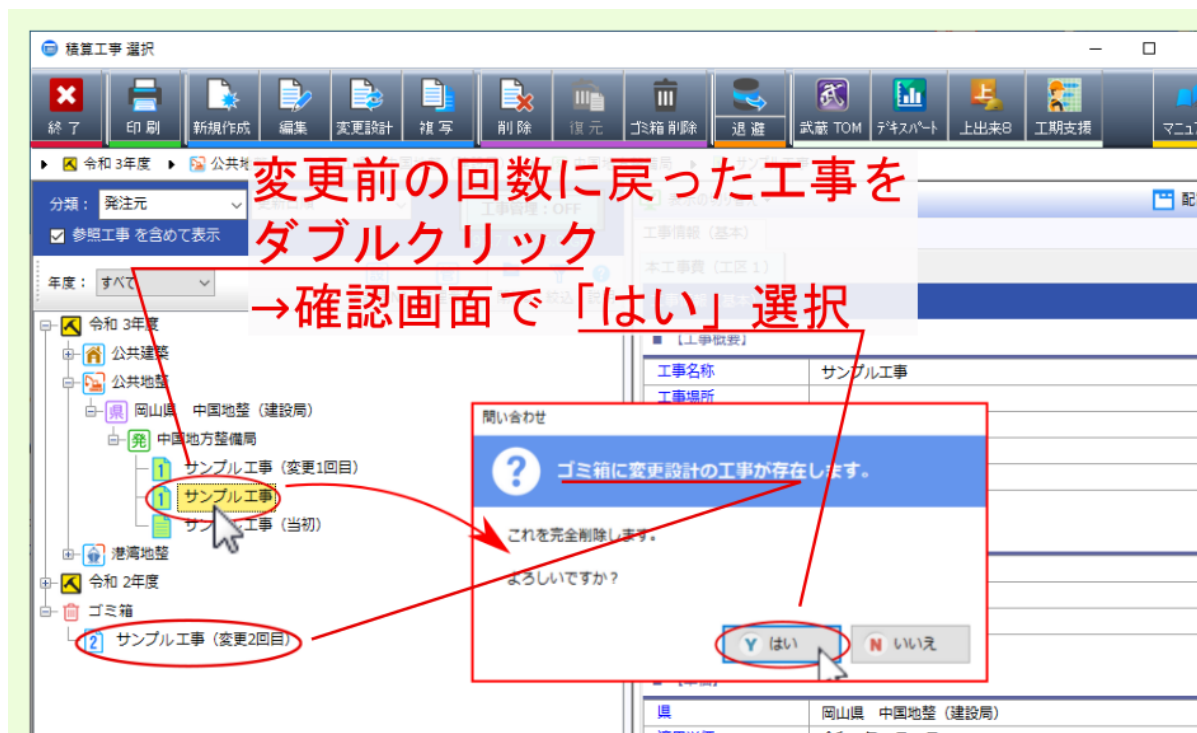 積算工事 選択
終了 印刷 新規作成 編集 変更設計 複写 削除 復元 ゴミ箱削除 退避 武蔵 TOM デキスパート 上出来8 工期支援
令和 3年度 公共地
変更前の回数に戻った工事を
ダブルクリック
→確認画面で「はい」選択
分類： 発注元
工事管理：OFF
配
参照工事 を含めて表示
工事情報（基本）
本工事費（工区１）
年度： すべて
令和 3年度
公共建築
公共地整
県 岡山県 中国地整（建設局）
発 中国地方整備局
1 サンプル工事（変更1回目）
1 サンプル工事
サンプル工事（当初）
港湾地整
令和 2年度
ゴミ箱
2 サンプル工事（変更2回目）
■ 【工事概要】
工事名称 サンプル工事
工事場所
問い合わせ
? ゴミ箱に変更設計の工事が存在します。
これを完全削除します。
よろしいですか？
Y はい N いいえ
県 岡山県 中国地整（建設局）